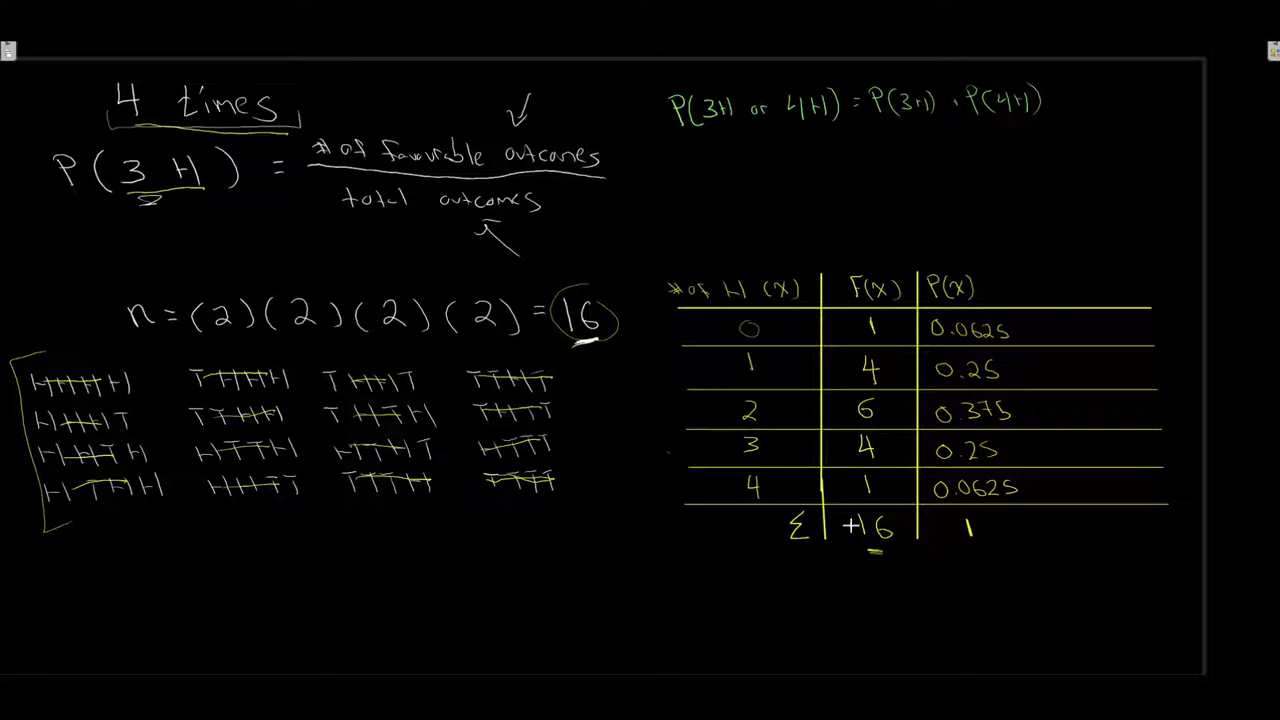 4 times
P(3 H) = # of favourable outcomes
total outcomes
n = (2)(2)(2)(2) = 16
HHHH THHH THHT TTHT
HHHT TTHH THTH THTT
HHTH HTTH HTHT HTTT
HTHH HHTT TTTH TTTT
P(3H or 4H) = P(3H) + P(4H)
# of H (x) F(x) P(x)
0 1 0.0625
1 4 0.25
2 6 0.375
3 4 0.25
4 1 0.0625
Σ 16 1